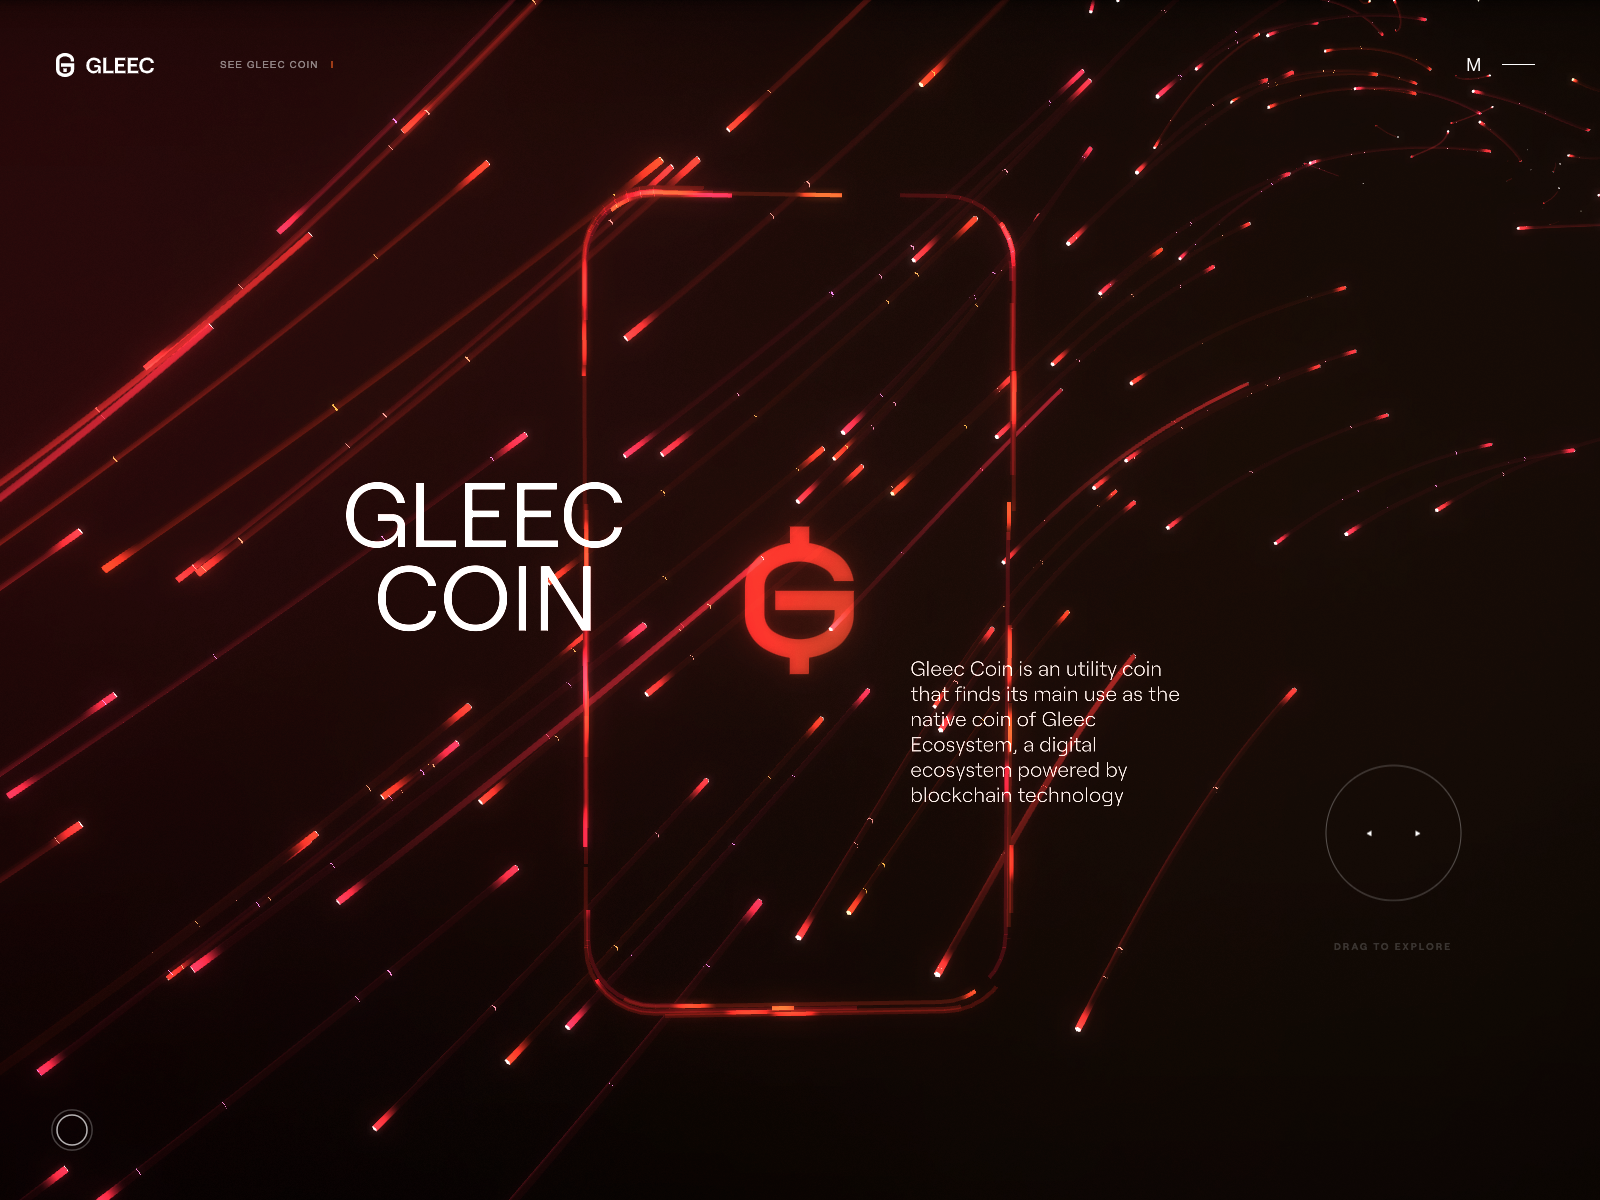 GLEEC
SEE GLEEC COIN
M
GLEEC
COIN
Gleec Coin is an utility coin
that finds its main use as the
native coin of Gleec
Ecosystem, a digital
ecosystem powered by
blockchain technology
DRAG TO EXPLORE